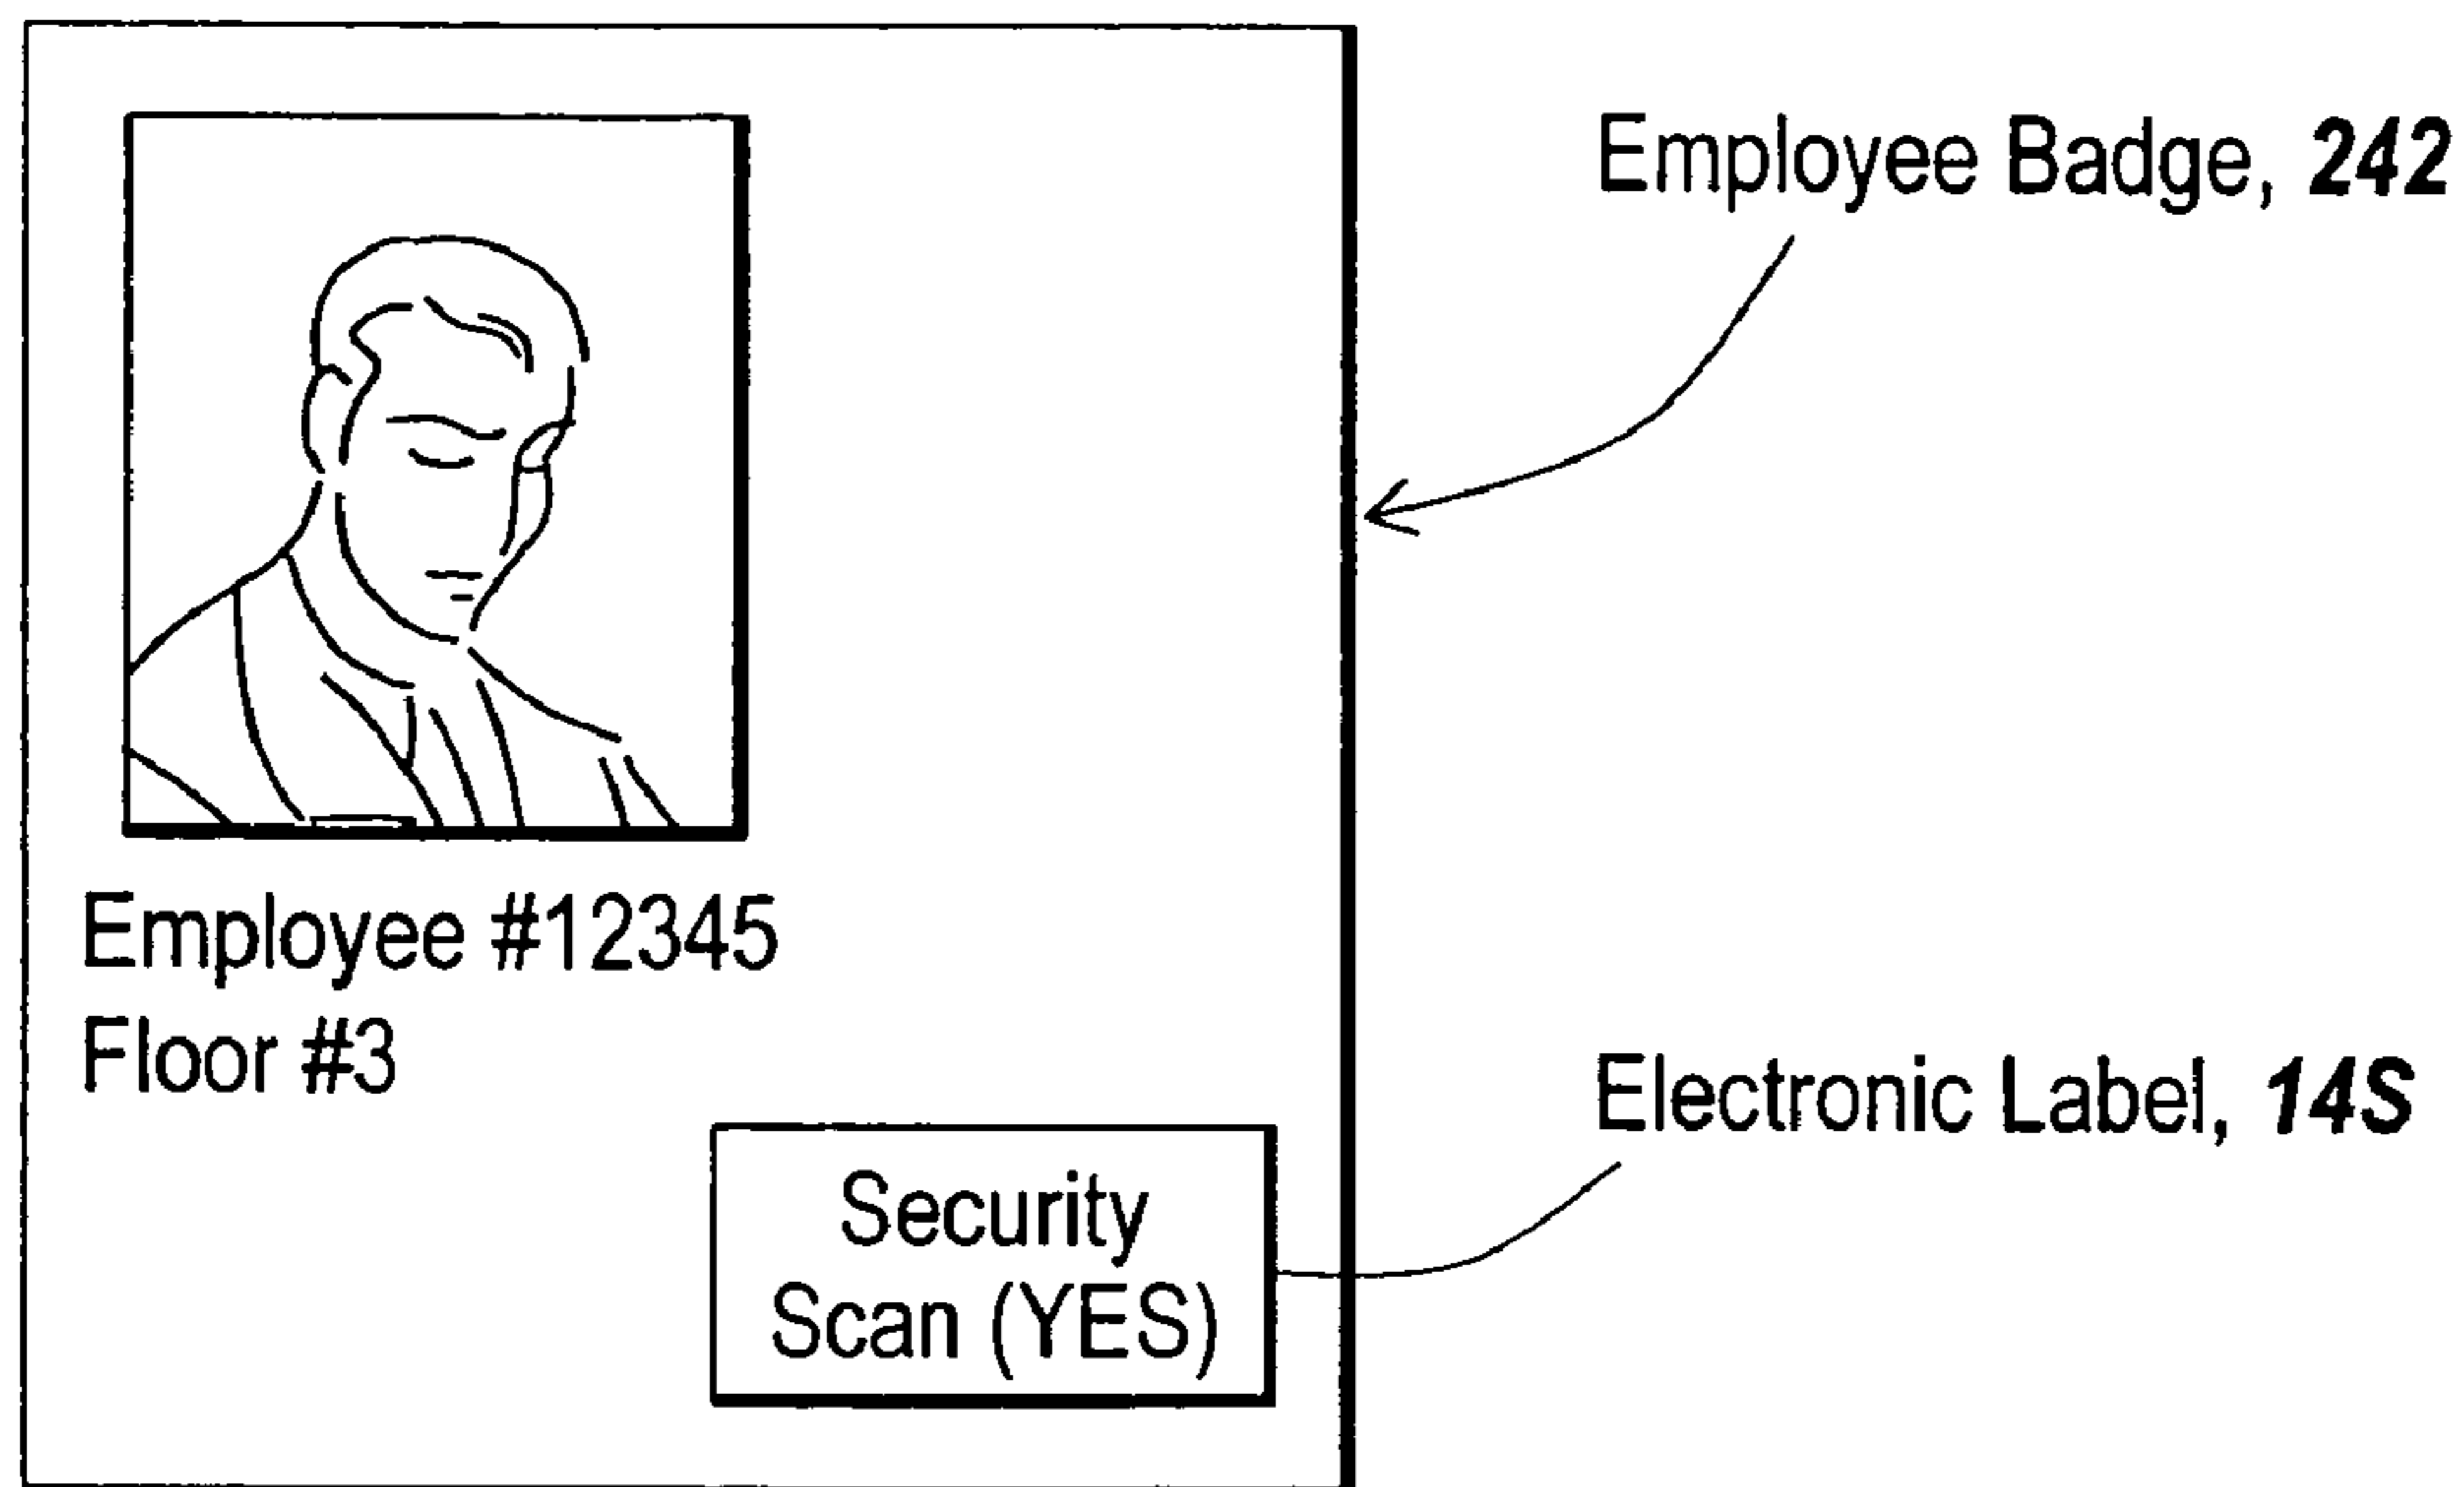 Employee Badge, 242
Employee #12345
Floor #3
Electronic Label, 14S
Security
Scan (YES)